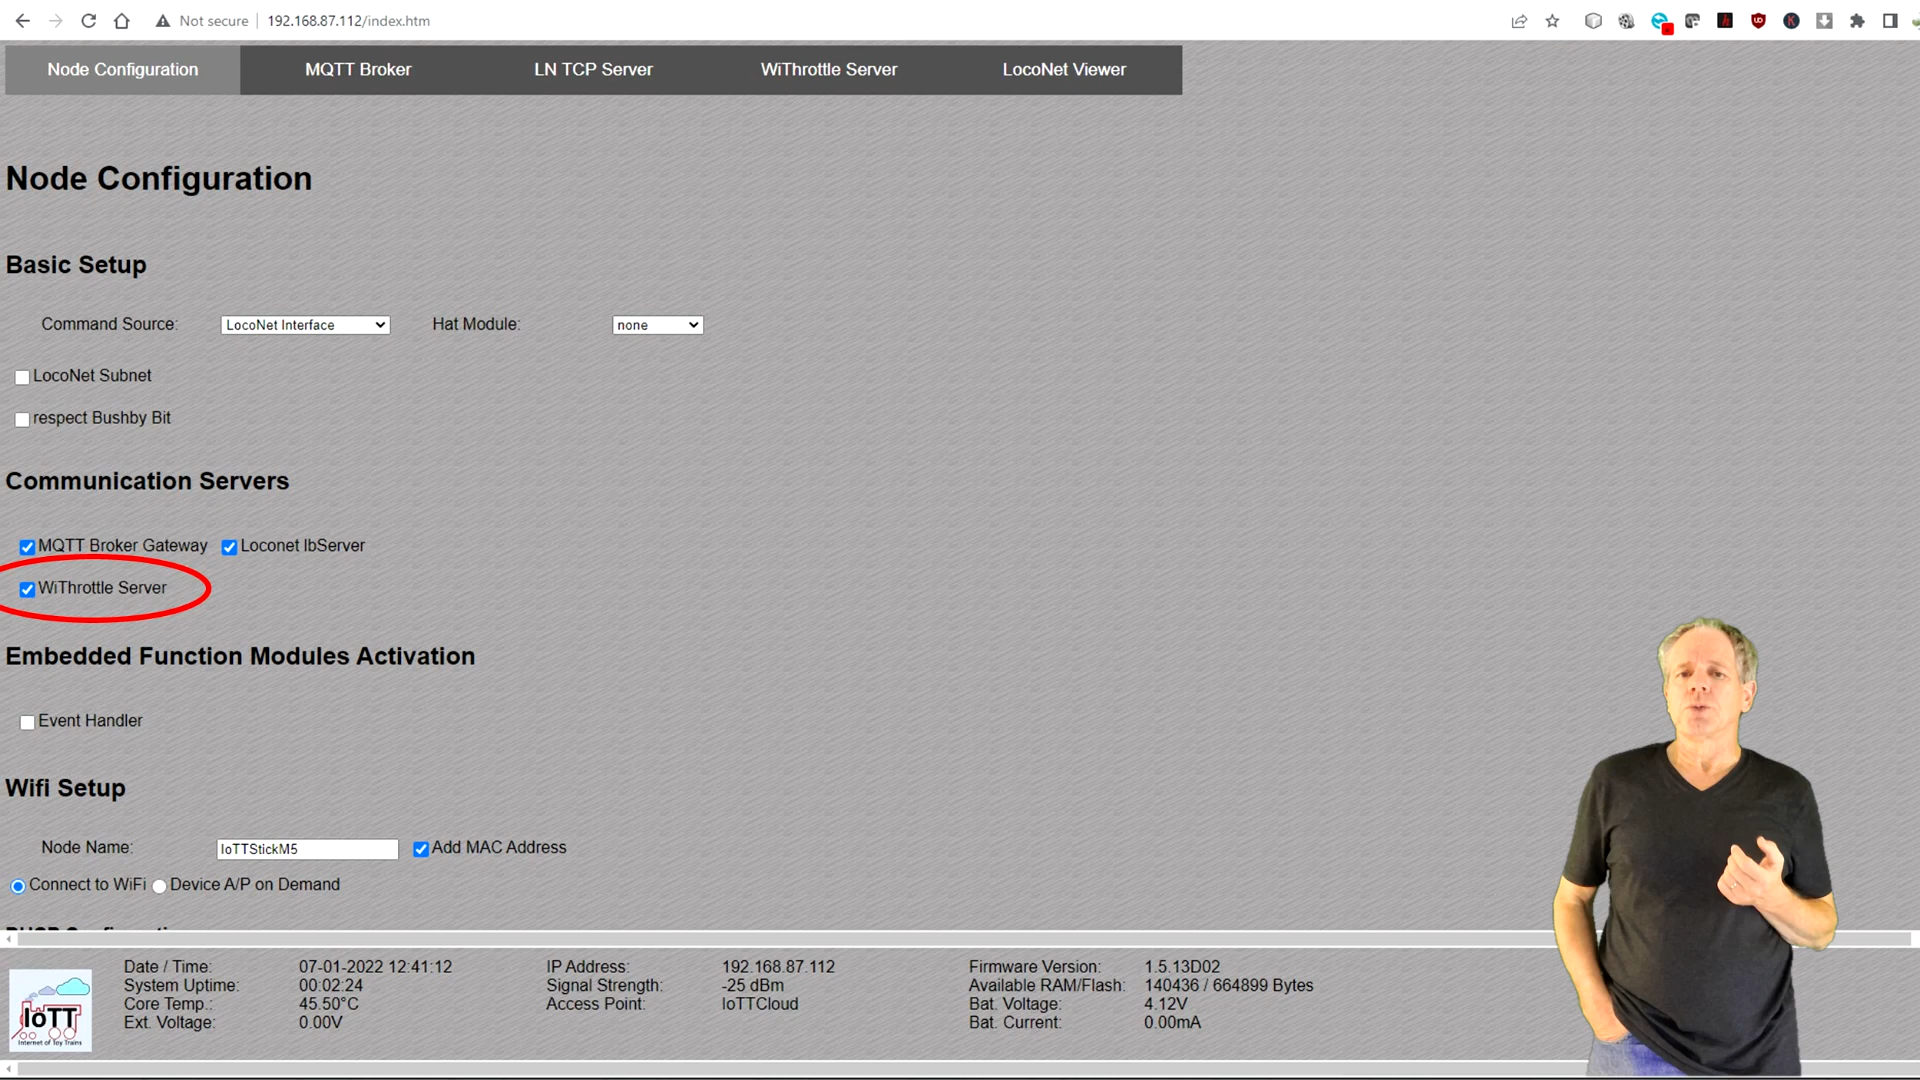 Not secure | 192.168.87.112/index.htm
Node Configuration MQTT Broker LN TCP Server WiThrottle Server LocoNet Viewer
Node Configuration
Basic Setup
Command Source: LocoNet Interface Hat Module: none
LocoNet Subnet
respect Bushby Bit
Communication Servers
MQTT Broker Gateway Loconet lbServer
WiThrottle Server
Embedded Function Modules Activation
Event Handler
Wifi Setup
Node Name: IoTTStickM5 Add MAC Address
Connect to WiFi Device A/P on Demand
Date / Time: 07-01-2022 12:41:12 IP Address: 192.168.87.112 Firmware Version: 1.5.13D02
System Uptime: 00:02:24 Signal Strength: -25 dBm Available RAM/Flash: 140436 / 664899 Bytes
Core Temp.: 45.50°C Access Point: IoTTCloud Bat. Voltage: 4.12V
Ext. Voltage: 0.00V Bat. Current: 0.00mA
IoTT
Internet of Toy Trains